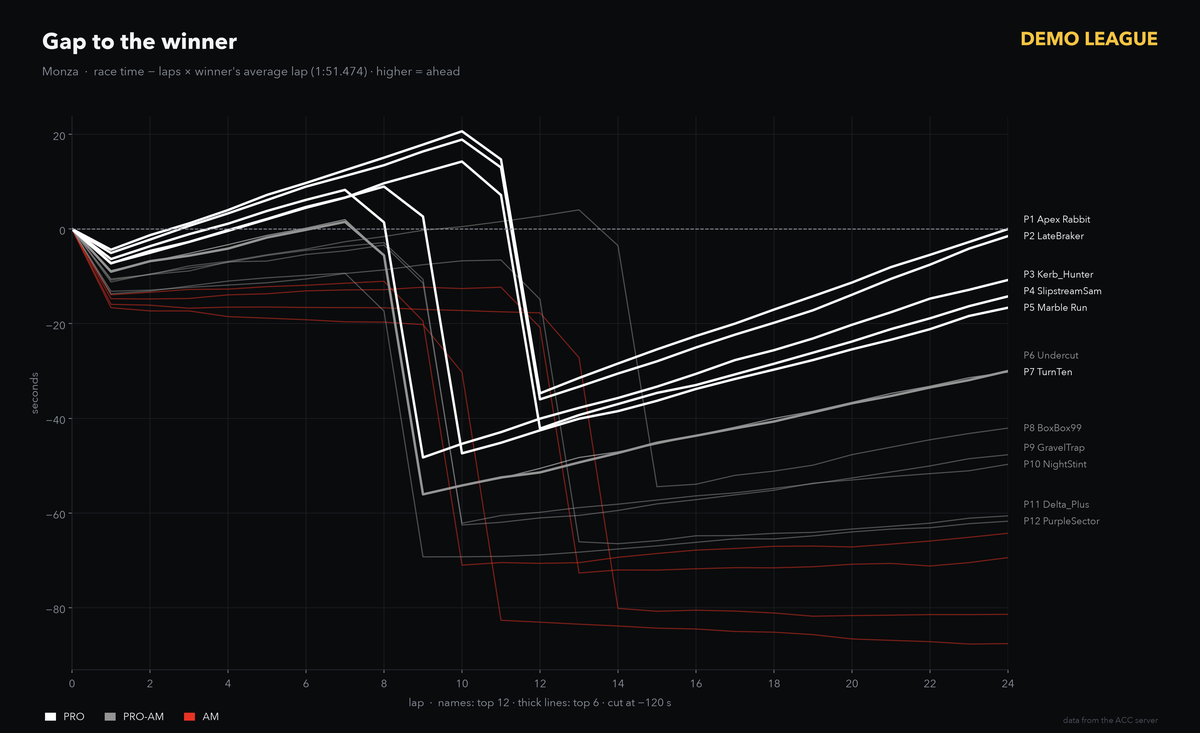 Gap to the winner
DEMO LEAGUE
Monza · race time − laps × winner's average lap (1:51.474) · higher = ahead
20
0
−20
−40
−60
−80
seconds
P1 Apex Rabbit
P2 LateBraker
P3 Kerb_Hunter
P4 SlipstreamSam
P5 Marble Run
P6 Undercut
P7 TurnTen
P8 BoxBox99
P9 GravelTrap
P10 NightStint
P11 Delta_Plus
P12 PurpleSector
0 2 4 6 8 10 12 14 16 18 20 22 24
lap · names: top 12 · thick lines: top 6 · cut at −120 s
PRO PRO-AM AM
data from the ACC server